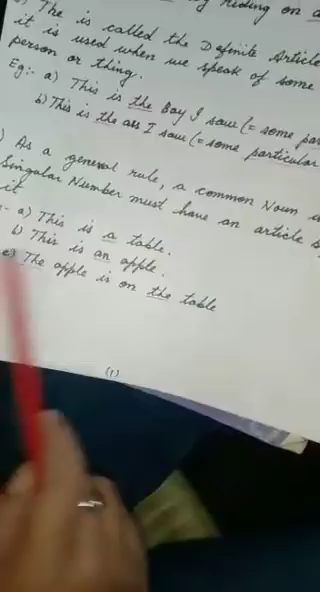 riding on a
The is called the Definite Article
it is used when we speak of some
person or thing.
Eg:- a) This is the Boy I saw (= some par
b) This is the ass I saw (= some particular
) As a general rule, a common Noun
Singular Number must have an article
it
:- a) This is a table.
b) This is an apple.
c) The apple is on the table
(1)